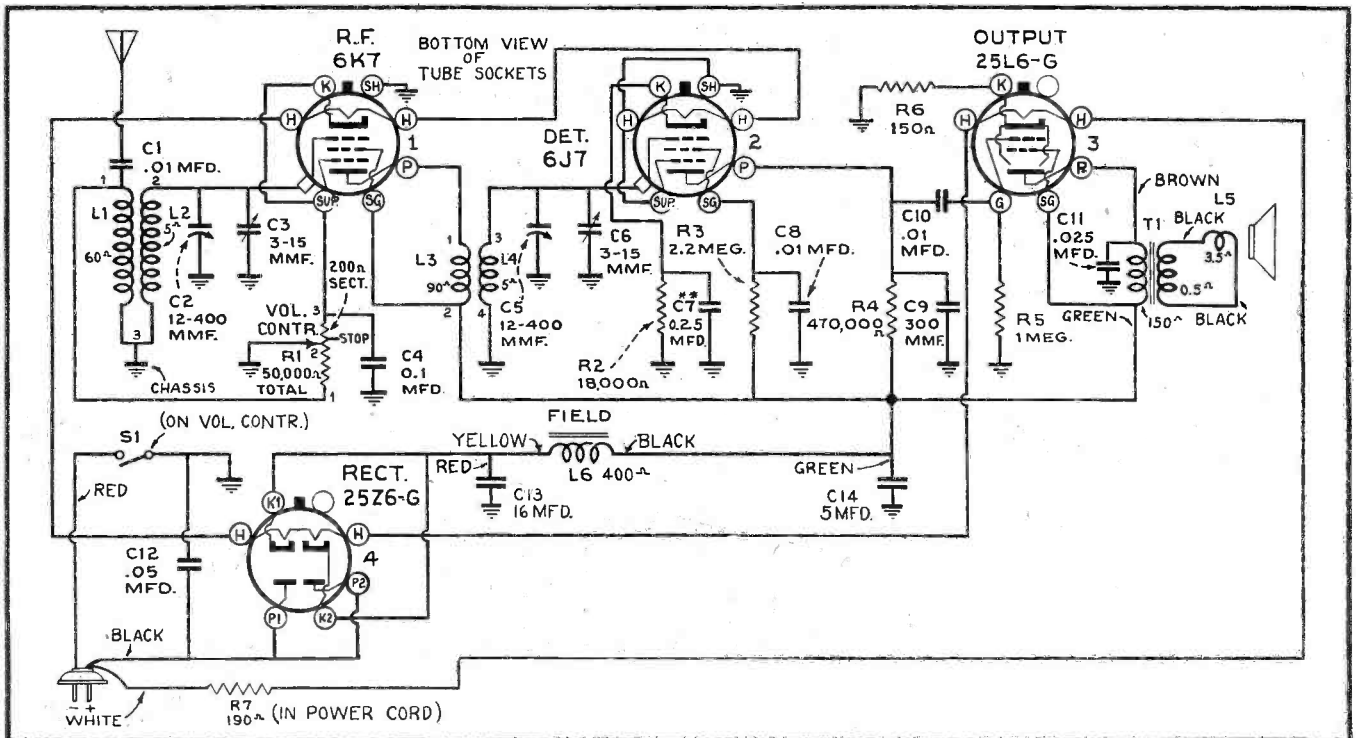 R.F.
6K7
BOTTOM VIEW
OF
TUBE SOCKETS
OUTPUT
25L6-G
K
SH
H
H
1
P
SUP.
SG
C1
.01 MFD.
1
2
L1
60Ω
L2
5Ω
3
CHASSIS
C2
12-400
MMF.
C3
3-15
MMF.
200Ω
SECT.
VOL.
CONTR.
3
STOP
R1
2
50,000Ω
TOTAL
1
C4
0.1
MFD.
DET.
6J7
K
SH
H
H
2
P
SUP.
SG
1
3
L3
90Ω
L4
5Ω
2
4
C5
12-400
MMF.
C6
3-15
MMF.
**
C7
0.25
MFD.
R2
18,000Ω
R3
2.2 MEG.
C8
.01 MFD.
R4
470,000
Ω
C9
300
MMF.
C10
.01
MFD.
R6
150Ω
K
H
H
3
R
G
SG
R5
1 MEG.
BROWN
C11
.025
MFD.
T1
BLACK
L5
3.5Ω
0.5Ω
GREEN
150Ω
BLACK
S1
(ON VOL. CONTR.)
RED
RECT.
25Z6-G
K1
H
H
4
P2
P1
K2
C12
.05
MFD.
BLACK
- +
WHITE
R7
190Ω (IN POWER CORD)
FIELD
YELLOW
BLACK
RED
L6 400Ω
C13
16 MFD.
GREEN
C14
5 MFD.